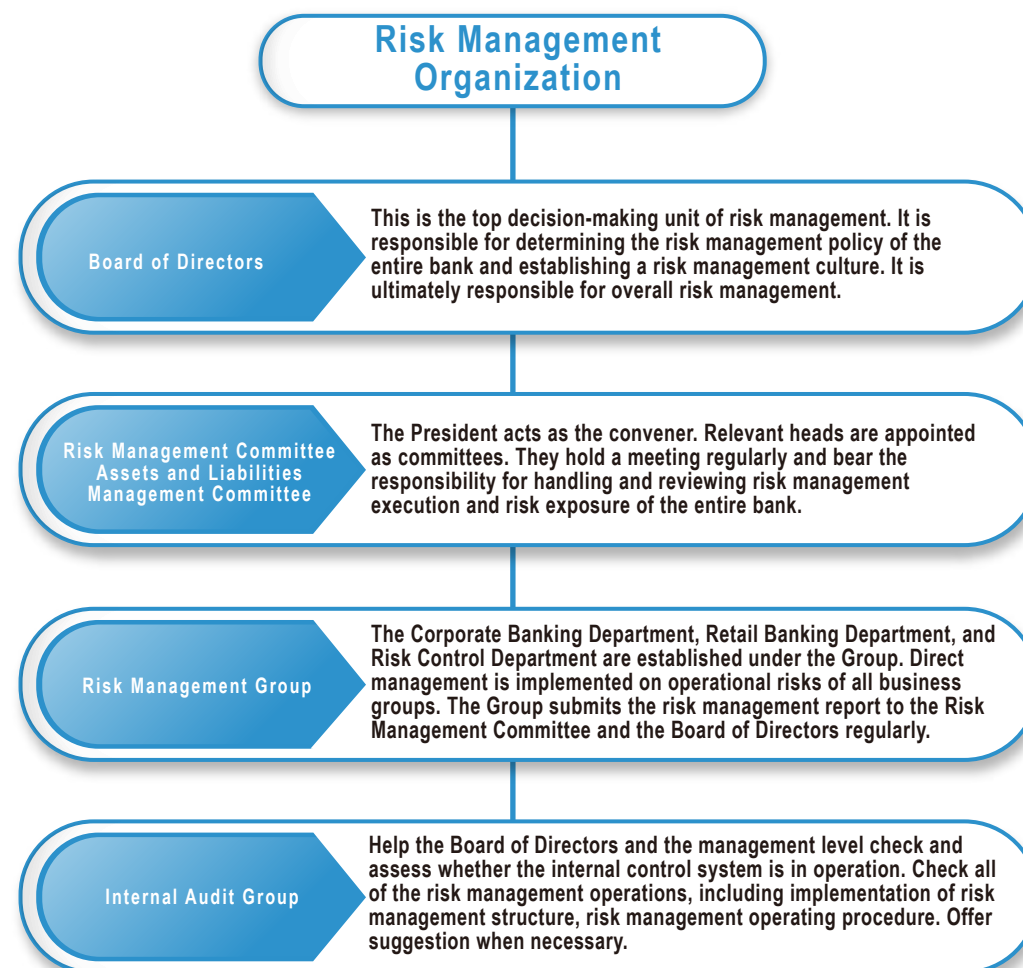 Risk Management
Organization
Board of Directors
This is the top decision-making unit of risk management. It is
responsible for determining the risk management policy of the
entire bank and establishing a risk management culture. It is
ultimately responsible for overall risk management.
Risk Management Committee
Assets and Liabilities
Management Committee
The President acts as the convener. Relevant heads are appointed
as committees. They hold a meeting regularly and bear the
responsibility for handling and reviewing risk management
execution and risk exposure of the entire bank.
Risk Management Group
The Corporate Banking Department, Retail Banking Department, and
Risk Control Department are established under the Group. Direct
management is implemented on operational risks of all business
groups. The Group submits the risk management report to the Risk
Management Committee and the Board of Directors regularly.
Internal Audit Group
Help the Board of Directors and the management level check and
assess whether the internal control system is in operation. Check all
of the risk management operations, including implementation of risk
management structure, risk management operating procedure. Offer
suggestion when necessary.